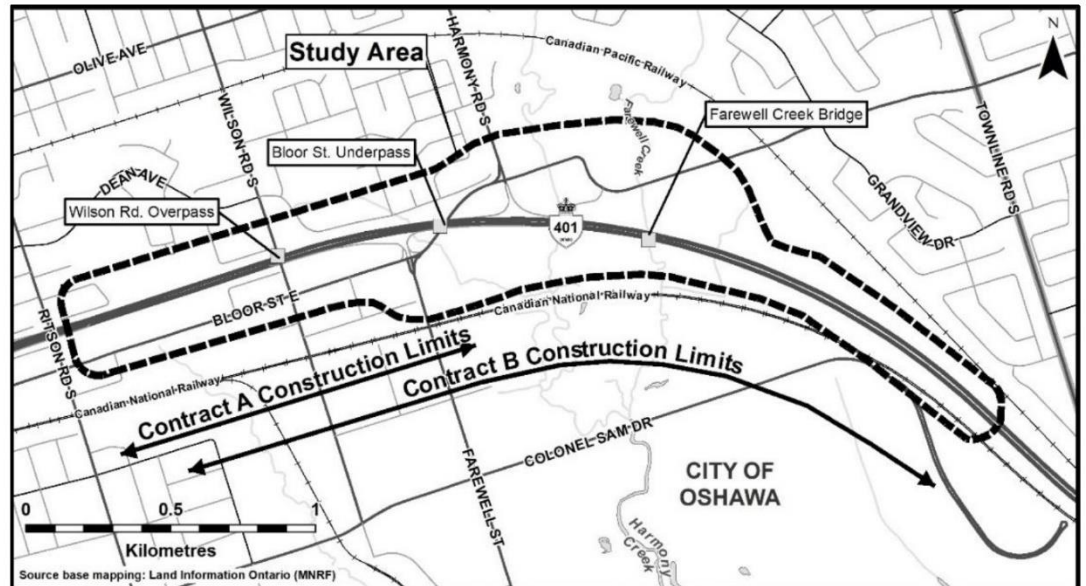 OLIVE AVE
HARMONY RD S
Canadian Pacific Railway
N
Study Area
WILSON RD S
Farewell Creek
Farewell Creek Bridge
TOWNLINE RD S
Bloor St. Underpass
DEAN AVE
Wilson Rd. Overpass
401
GRANDVIEW DR
BLOOR ST E
RITSON RD S
Canadian National Railway
Contract A Construction Limits
Contract B Construction Limits
Canadian National Railway
COLONEL SAM DR
FAREWELL ST
CITY OF
OSHAWA
Harmony
Creek
0 0.5 1
Kilometres
Source base mapping: Land Information Ontario (MNRF)